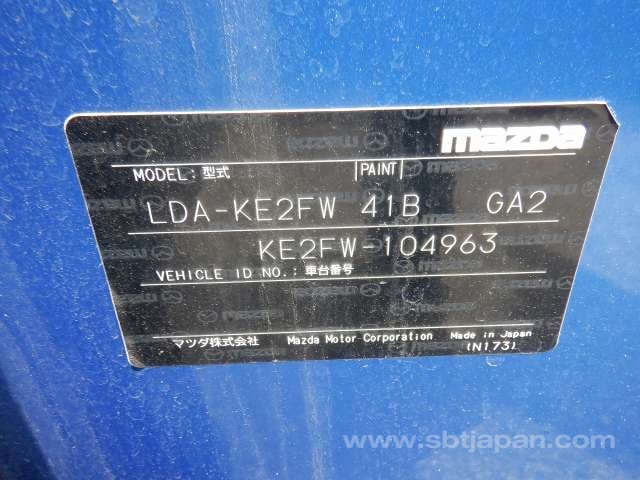 mazda
MODEL: 型式 PAINT
LDA-KE2FW 41B GA2
KE2FW-104963
VEHICLE ID NO.: 車台番号
マツダ株式会社 Mazda Motor Corporation Made in Japan
(N173)
www.sbtjapan.com